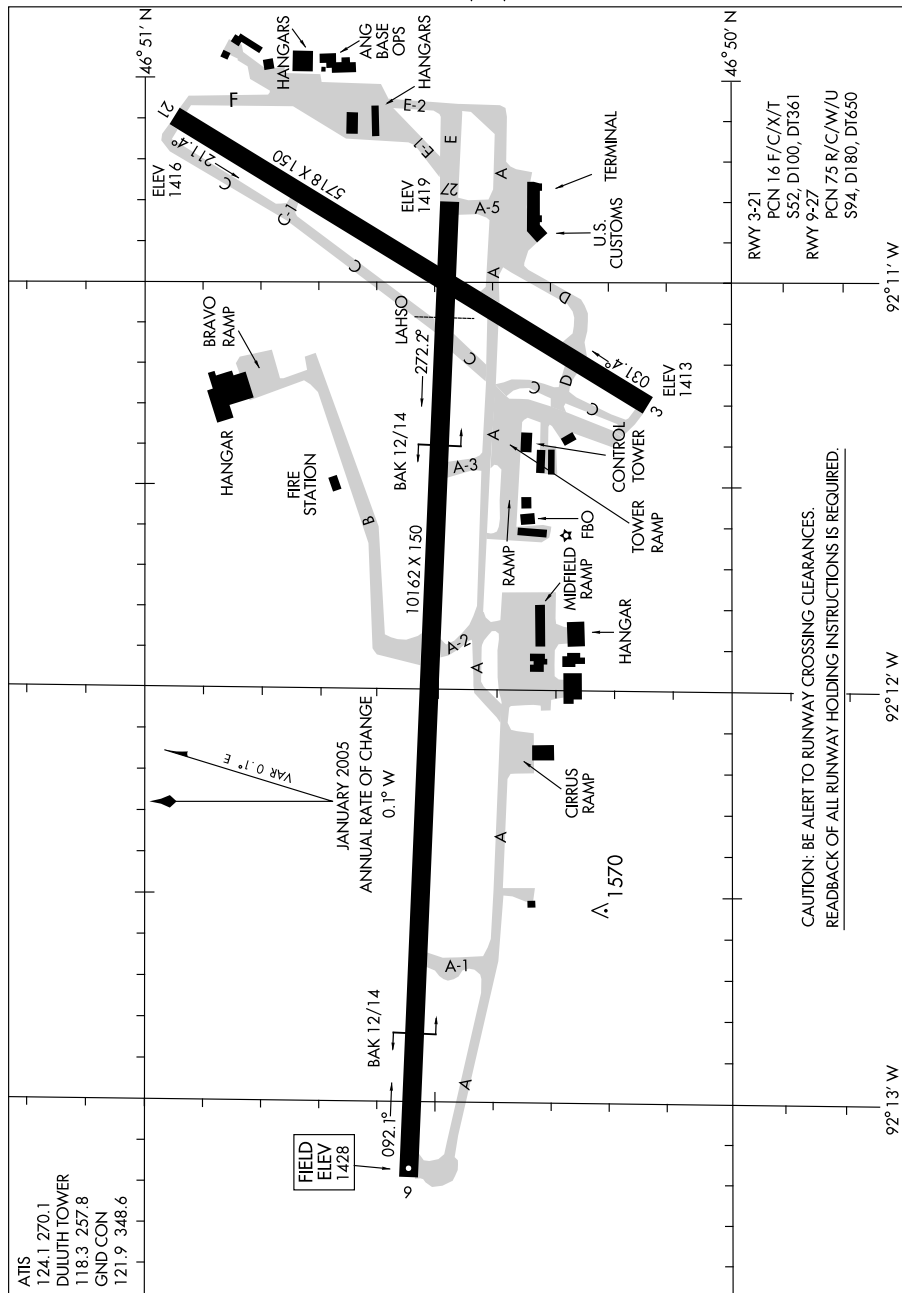 ATIS
124.1 270.1
DULUTH TOWER
118.3 257.8
GND CON
121.9 348.6
46° 51' N
46° 50' N
92° 11' W
92° 12' W
92° 13' W
FIELD
ELEV
1428
9
092.1°
BAK 12/14
A
A-1
A
1570
JANUARY 2005
ANNUAL RATE OF CHANGE
0.1° W
VAR 0.1° E
CIRRUS
RAMP
A
A-2
10162 X 150
B
HANGAR
MIDFIELD
RAMP
FBO
RAMP
TOWER
RAMP
CONTROL
TOWER
A-3
A
BAK 12/14
FIRE
STATION
HANGAR
BRAVO
RAMP
272.2°
LAHSO
C
C
C
D
D
3
031.4°
ELEV
1413
A
A-5
A
27
ELEV
1419
U.S.
CUSTOMS
TERMINAL
E
E-1
E-2
F
C
C-1
C
5718 X 150
211.4°
21
ELEV
1416
HANGARS
ANG
BASE
OPS
HANGARS
RWY 3-21
PCN 16 F/C/X/T
S52, D100, DT361
RWY 9-27
PCN 75 R/C/W/U
S94, D180, DT650
CAUTION: BE ALERT TO RUNWAY CROSSING CLEARANCES.
READBACK OF ALL RUNWAY HOLDING INSTRUCTIONS IS REQUIRED.